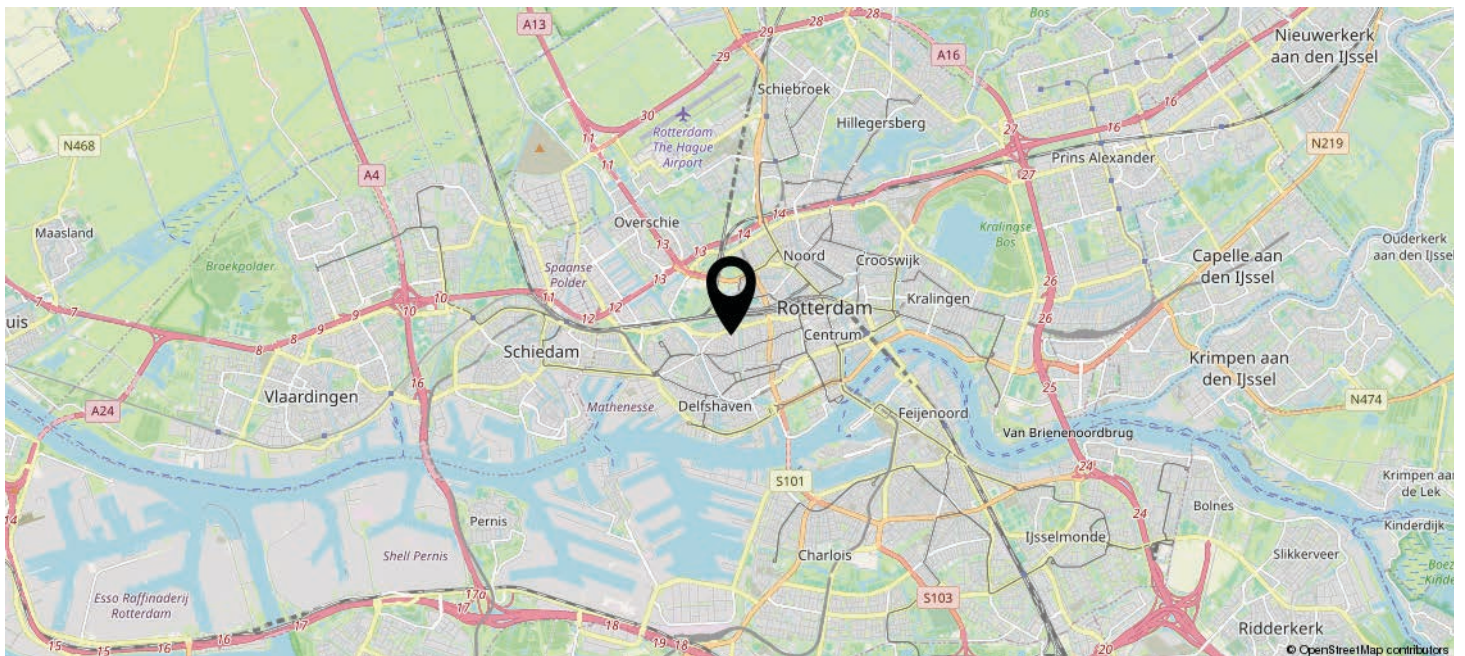 28
28
A13
29
29
A16
Nieuwerkerk
aan den IJssel
Bos
Schiebroek
16
30
Rotterdam
The Hague
Airport
Hillegersberg
N468
11
11
27
16
N219
A4
Prins Alexander
27
Overschie
14
Maasland
13
14
Kralingse
Bos
Ouderkerk
aan den IJssel
Broekpolder
Noord
Crooswijk
Capelle aan
den IJssel
Spaanse
Polder
13
7
7
10
11
12
26
Kralingen
10
Rotterdam
uis
9
9
26
8
8
Schiedam
Centrum
Krimpen aan
den IJssel
16
25
Vlaardingen
A24
Mathenesse
Delfshaven
Feijenoord
N474
Van Brienenoordbrug
24
S101
Krimpen aan
de Lek
14
24
Bolnes
Pernis
Kinderdijk
IJsselmonde
Shell Pernis
Charlois
Slikkerveer
Boez
Kinde
Esso Raffinaderij
Rotterdam
17a
17
S103
17
18
18
Ridderkerk
15
15
16
16
19
20
© OpenStreetMap contributors